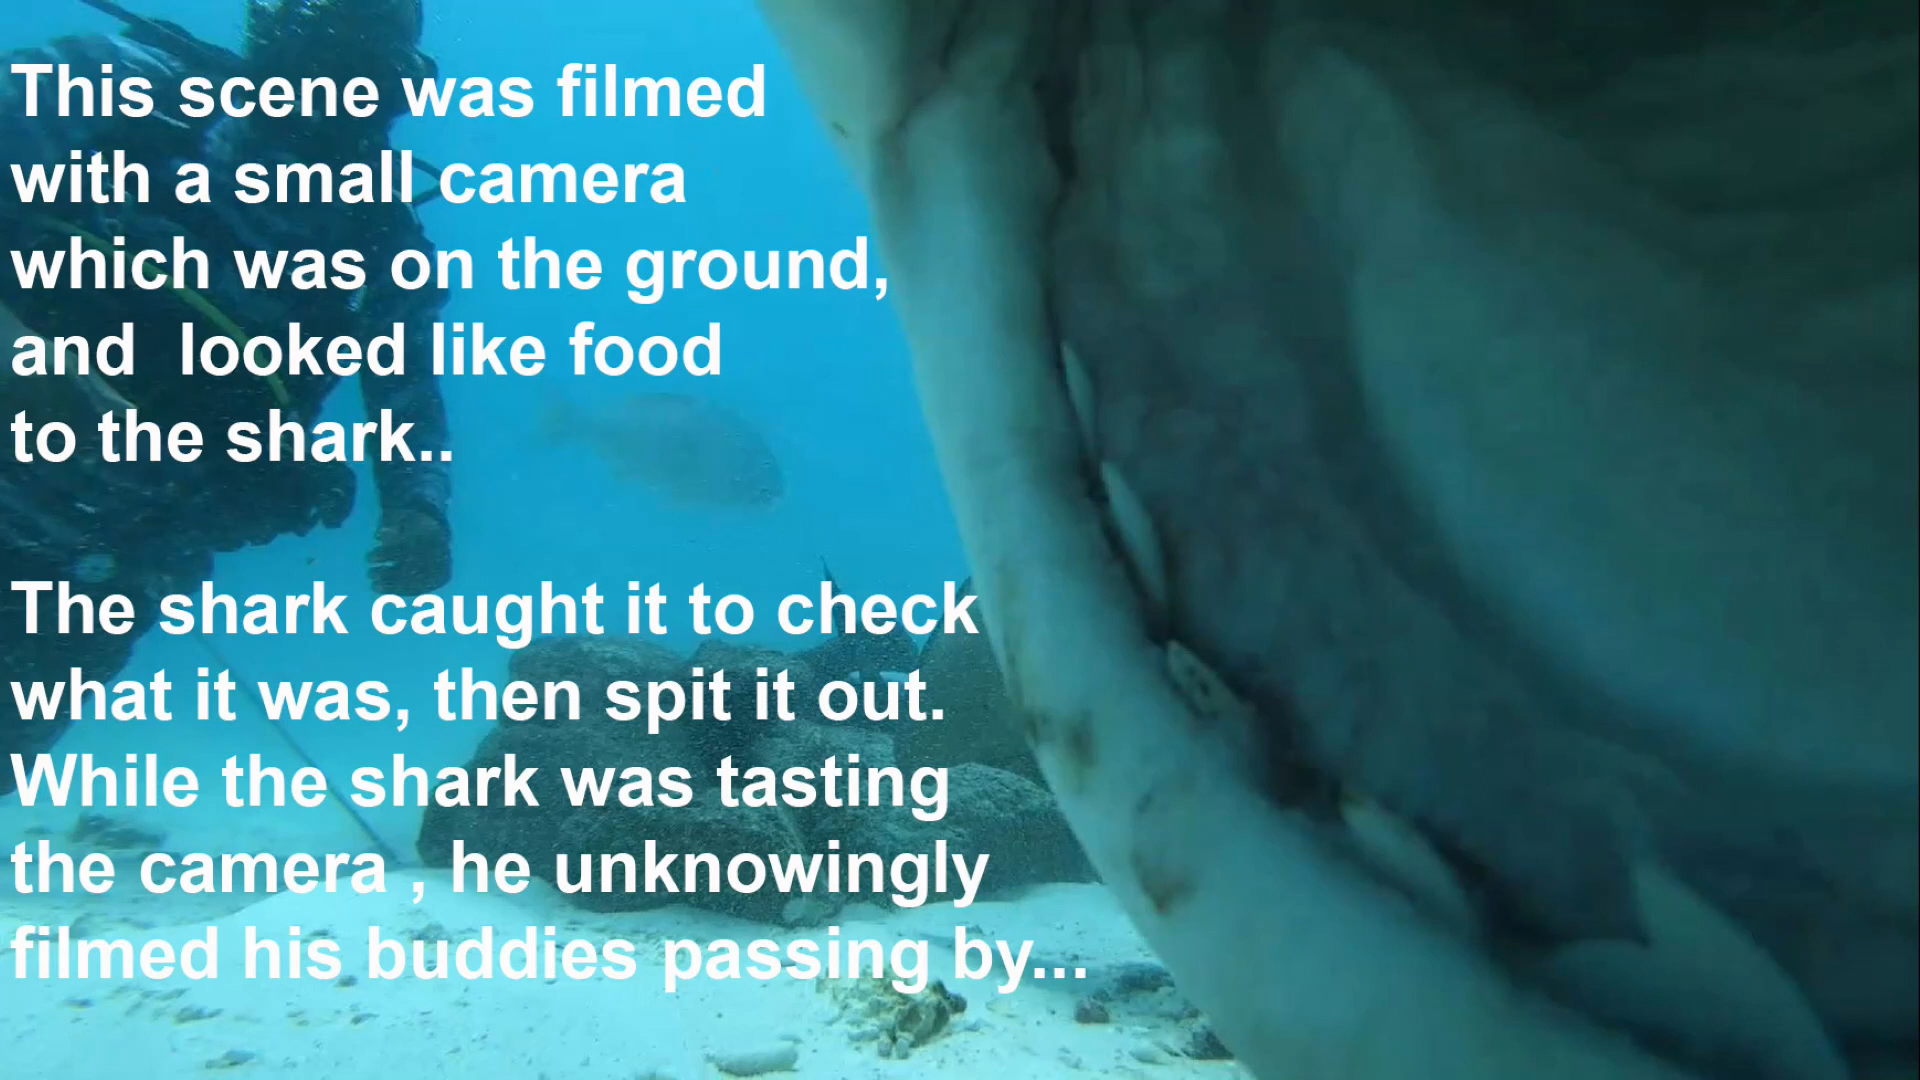 This scene was filmed
with a small camera
which was on the ground,
and  looked like food
to the shark..
The shark caught it to check
what it was, then spit it out.
While the shark was tasting
the camera , he unknowingly
filmed his buddies passing by...